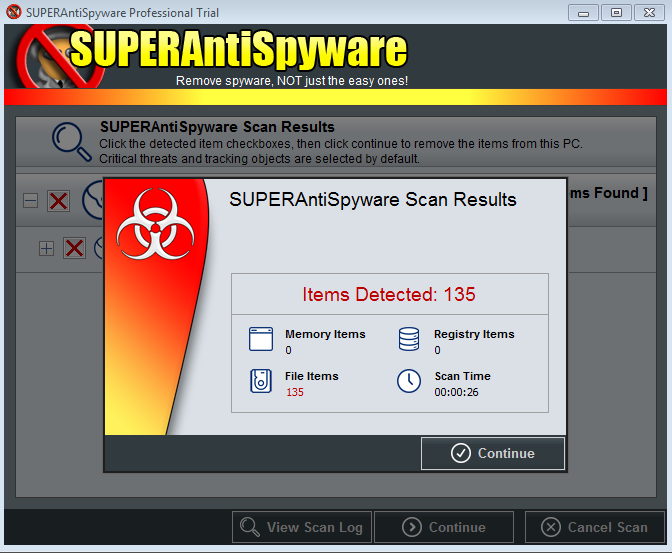 SUPERAntiSpyware Professional Trial
SUPERAntiSpyware
Remove spyware, NOT just the easy ones!
SUPERAntiSpyware Scan Results
Click the detected item checkboxes, then click continue to remove the items from this PC.
Critical threats and tracking objects are selected by default.
ms Found ]
SUPERAntiSpyware Scan Results
Items Detected: 135
Memory Items
0
Registry Items
0
File Items
135
Scan Time
00:00:26
Continue
View Scan Log
Continue
Cancel Scan